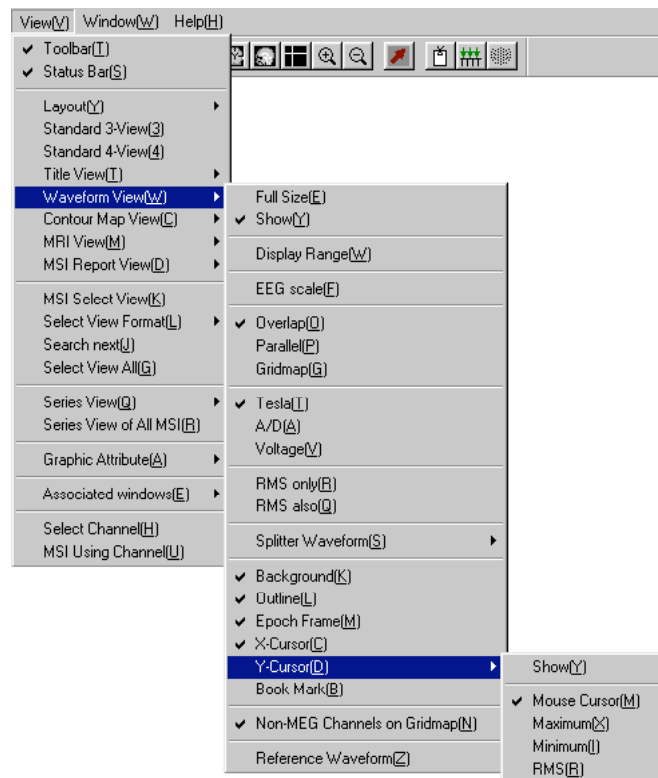 View(V) Window(W) Help(H)
Toolbar(T)
Status Bar(S)
Layout(Y)
Standard 3-View(3)
Standard 4-View(4)
Title View(T)
Waveform View(W)
Contour Map View(C)
MRI View(M)
MSI Report View(D)
MSI Select View(K)
Select View Format(L)
Search next(J)
Select View All(G)
Series View(Q)
Series View of All MSI(R)
Graphic Attribute(A)
Associated windows(E)
Select Channel(H)
MSI Using Channel(U)
Full Size(E)
Show(Y)
Display Range(W)
EEG scale(F)
Overlap(O)
Parallel(P)
Gridmap(G)
Tesla(T)
A/D(A)
Voltage(V)
RMS only(R)
RMS also(Q)
Splitter Waveform(S)
Background(K)
Outline(L)
Epoch Frame(M)
X-Cursor(C)
Y-Cursor(D)
Book Mark(B)
Non-MEG Channels on Gridmap(N)
Reference Waveform(Z)
Show(Y)
Mouse Cursor(M)
Maximum(X)
Minimum(I)
RMS(R)